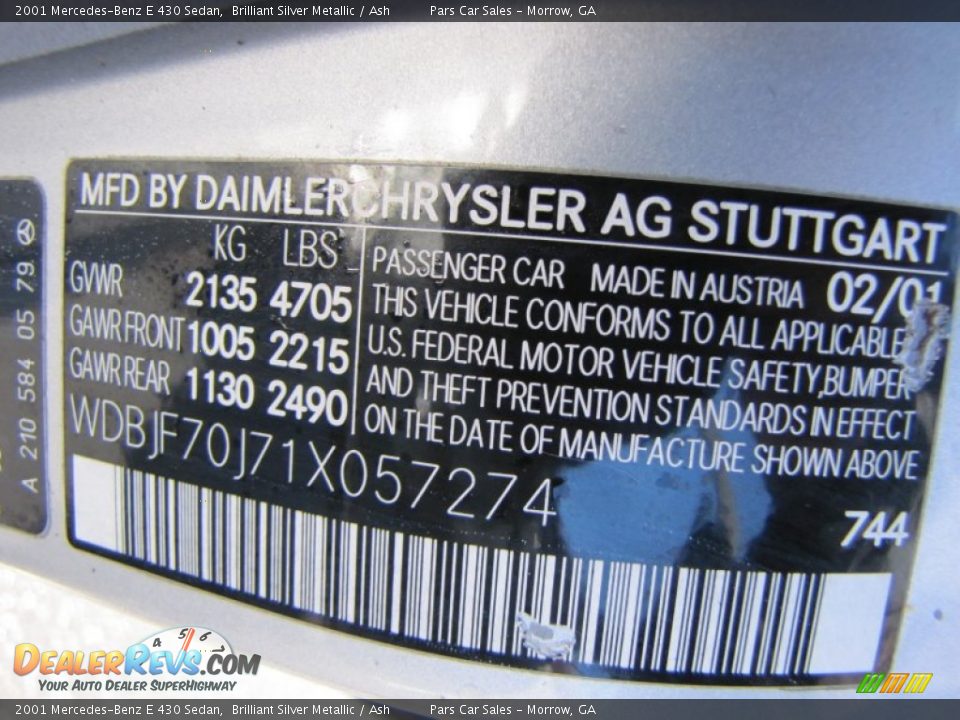 2001 Mercedes-Benz E 430 Sedan, Brilliant Silver Metallic / Ash Pars Car Sales - Morrow, GA
MFD BY DAIMLERCHRYSLER AG STUTTGART
KG LBS
GVWR 2135 4705
GAWR FRONT 1005 2215
GAWR REAR 1130 2490
PASSENGER CAR MADE IN AUSTRIA 02/01
THIS VEHICLE CONFORMS TO ALL APPLICABLE
U.S. FEDERAL MOTOR VEHICLE SAFETY,BUMPER
AND THEFT PREVENTION STANDARDS IN EFFECT
ON THE DATE OF MANUFACTURE SHOWN ABOVE
WDBJF70J71X057274
744
A 210 584 05 79
4 5 6
DEALERREVS.COM
YOUR AUTO DEALER SUPERHIGHWAY
2001 Mercedes-Benz E 430 Sedan, Brilliant Silver Metallic / Ash Pars Car Sales - Morrow, GA